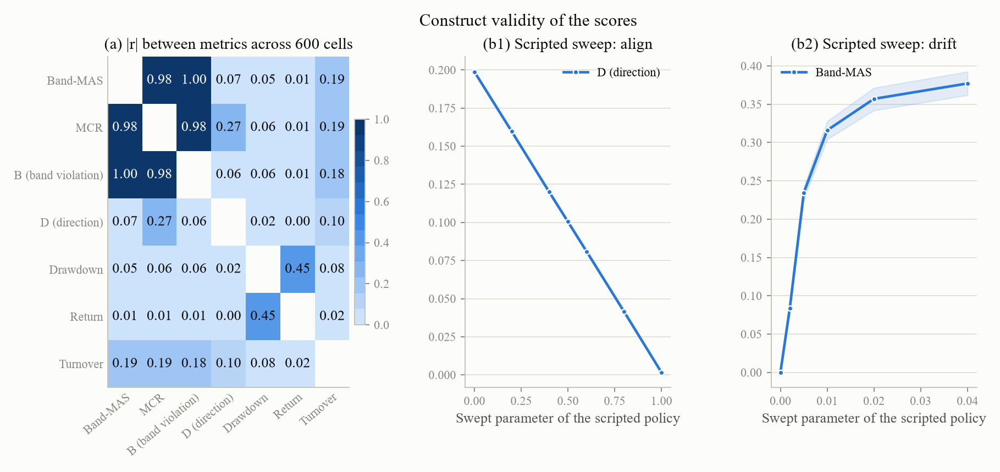 Construct validity of the scores
(a) |r| between metrics across 600 cells
Band-MAS 0.98 1.00 0.07 0.05 0.01 0.19
MCR 0.98 0.98 0.27 0.06 0.01 0.19
B (band violation) 1.00 0.98 0.06 0.06 0.01 0.18
D (direction) 0.07 0.27 0.06 0.02 0.00 0.10
Drawdown 0.05 0.06 0.06 0.02 0.45 0.08
Return 0.01 0.01 0.01 0.00 0.45 0.02
Turnover 0.19 0.19 0.18 0.10 0.08 0.02
Band-MAS
MCR
B (band violation)
D (direction)
Drawdown
Return
Turnover
1.0
0.8
0.6
0.4
0.2
0.0
(b1) Scripted sweep: align
D (direction)
0.200
0.175
0.150
0.125
0.100
0.075
0.050
0.025
0.000
0.00 0.25 0.50 0.75 1.00
Swept parameter of the scripted policy
(b2) Scripted sweep: drift
Band-MAS
0.40
0.35
0.30
0.25
0.20
0.15
0.10
0.05
0.00
0.00 0.01 0.02 0.03 0.04
Swept parameter of the scripted policy